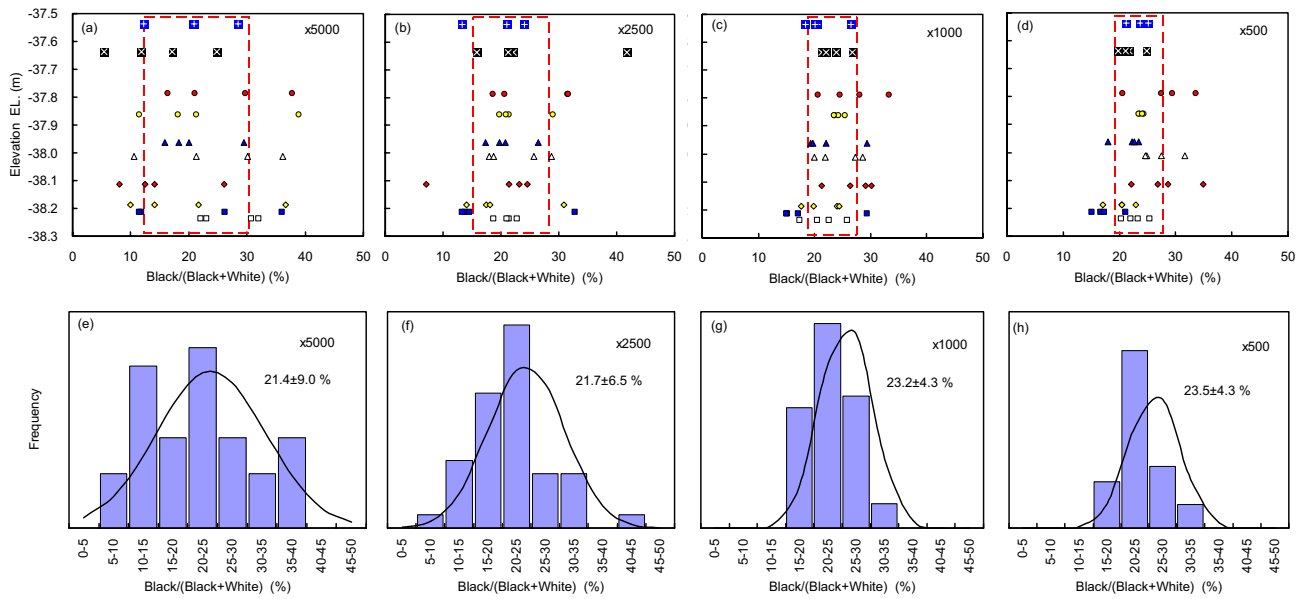 (a) x5000
(b) x2500
(c) x1000
(d) x500
Elevation EL. (m)
-37.5
-37.6
-37.7
-37.8
-37.9
-38.0
-38.1
-38.2
-38.3
0 10 20 30 40 50
0 10 20 30 40 50
0 10 20 30 40 50
0 10 20 30 40 50
Black/(Black+White) (%)
Black/(Black+White) (%)
Black/(Black+White) (%)
Black/(Black+White) (%)
(e) x5000
21.4±9.0 %
(f) x2500
21.7±6.5 %
(g) x1000
23.2±4.3 %
(h) x500
23.5±4.3 %
Frequency
0-5 5-10 10-15 15-20 20-25 25-30 30-35 35-40 40-45 45-50
0-5 5-10 10-15 15-20 20-25 25-30 30-35 35-40 40-45 45-50
0-5 5-10 10-15 15-20 20-25 25-30 30-35 35-40 40-45 45-50
0-5 5-10 10-15 15-20 20-25 25-30 30-35 35-40 40-45 45-50
Black/(Black+White) (%)
Black/(Black+White) (%)
Black/(Black+White) (%)
Black/(Black+White) (%)